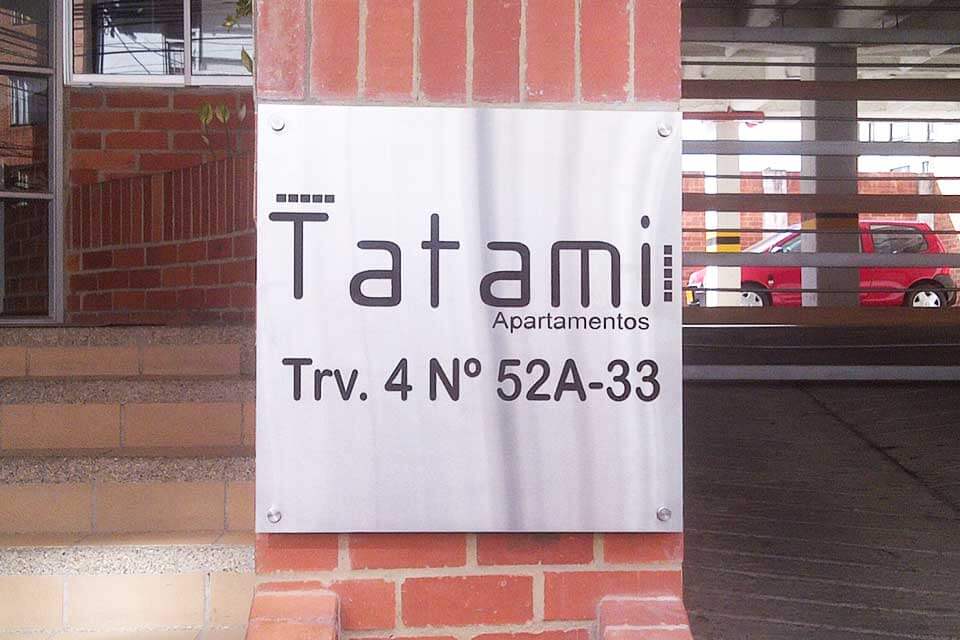 Tatami
Apartamentos
Trv. 4 Nº 52A-33